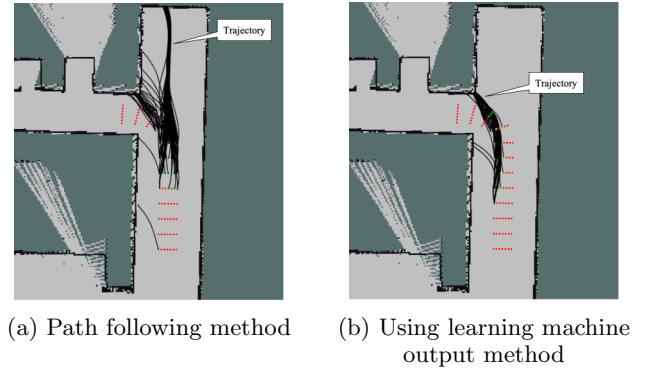 Trajectory
Trajectory
(a) Path following method
(b) Using learning machine
output method